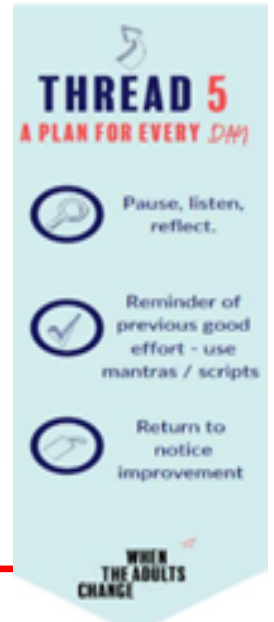 THREAD 5
A PLAN FOR EVERY DAY
Pause, listen,
reflect.
Reminder of
previous good
effort - use
mantras / scripts
Return to
notice
improvement
WHEN
THE ADULTS
CHANGE